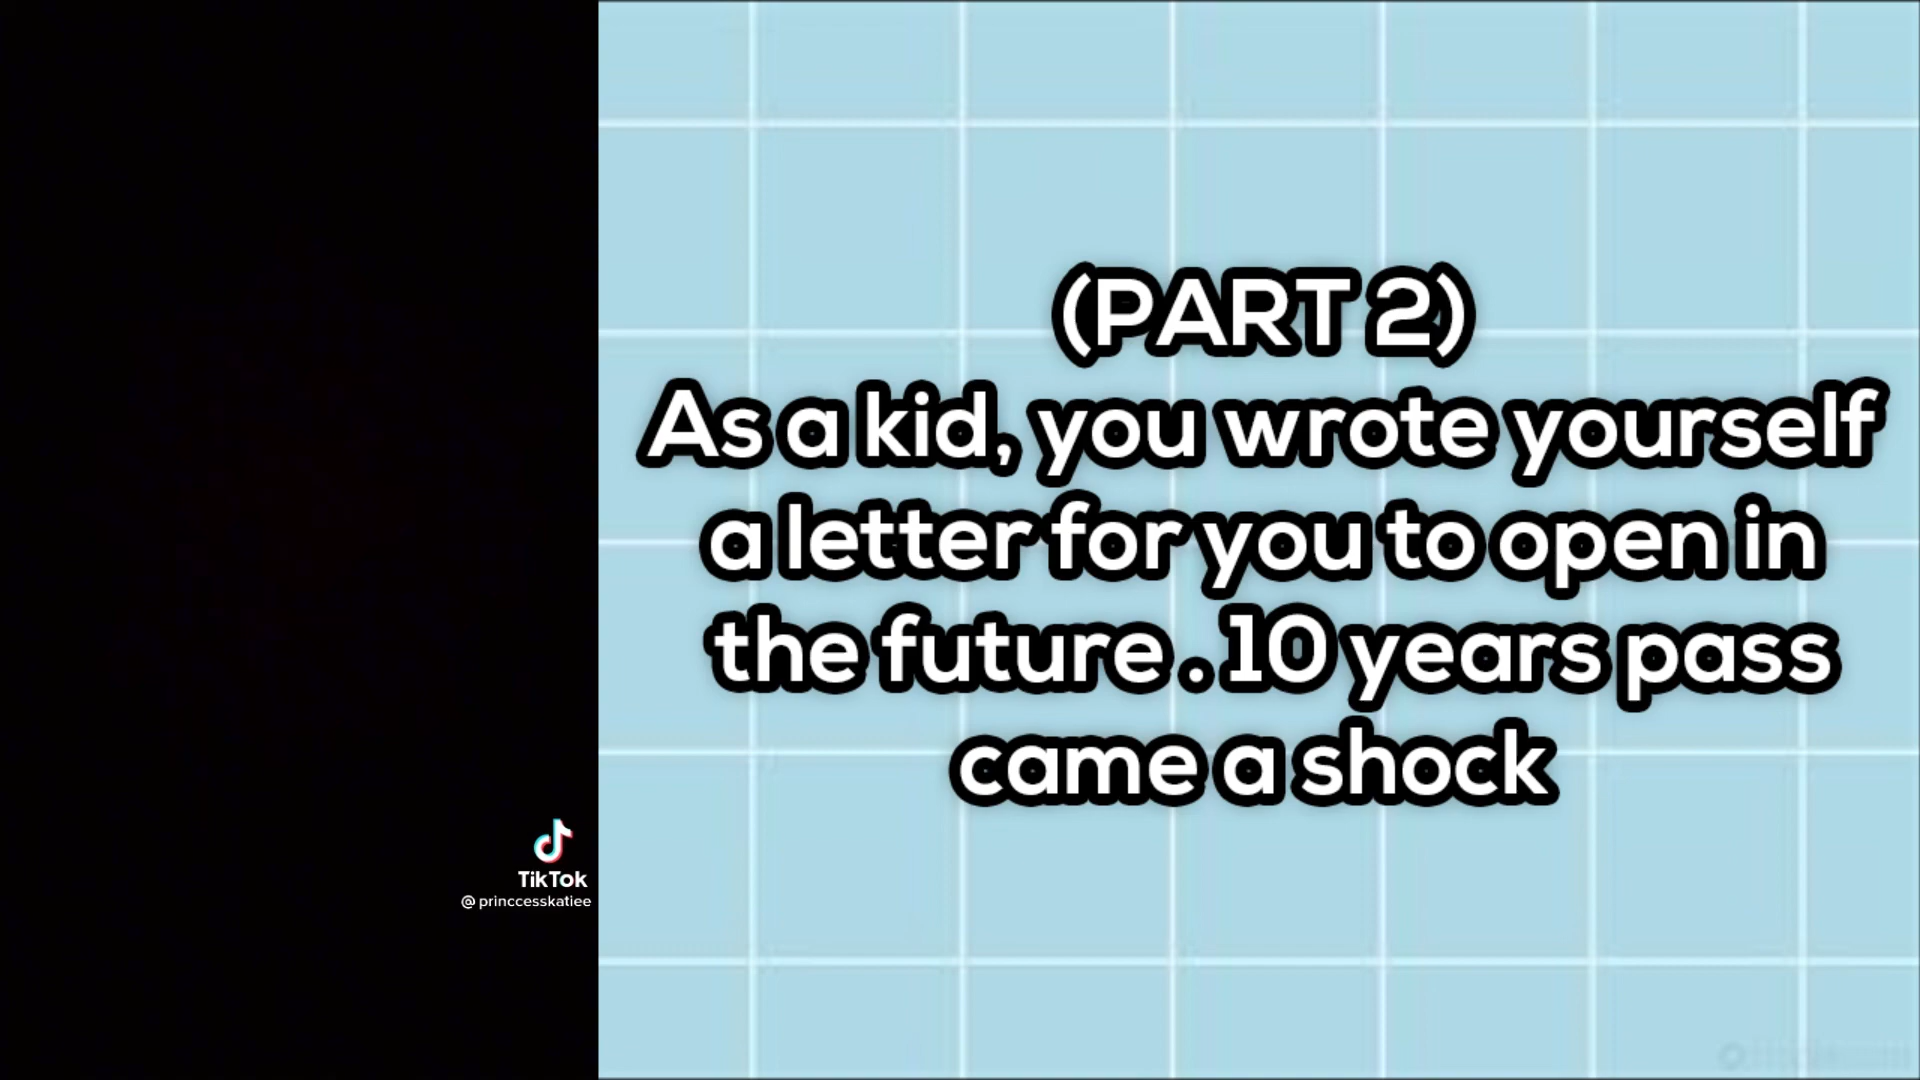 (PART 2)
As a kid, you wrote yourself
a letter for you to open in
the future . 10 years pass
came a shock
TikTok
@princcesskatiee